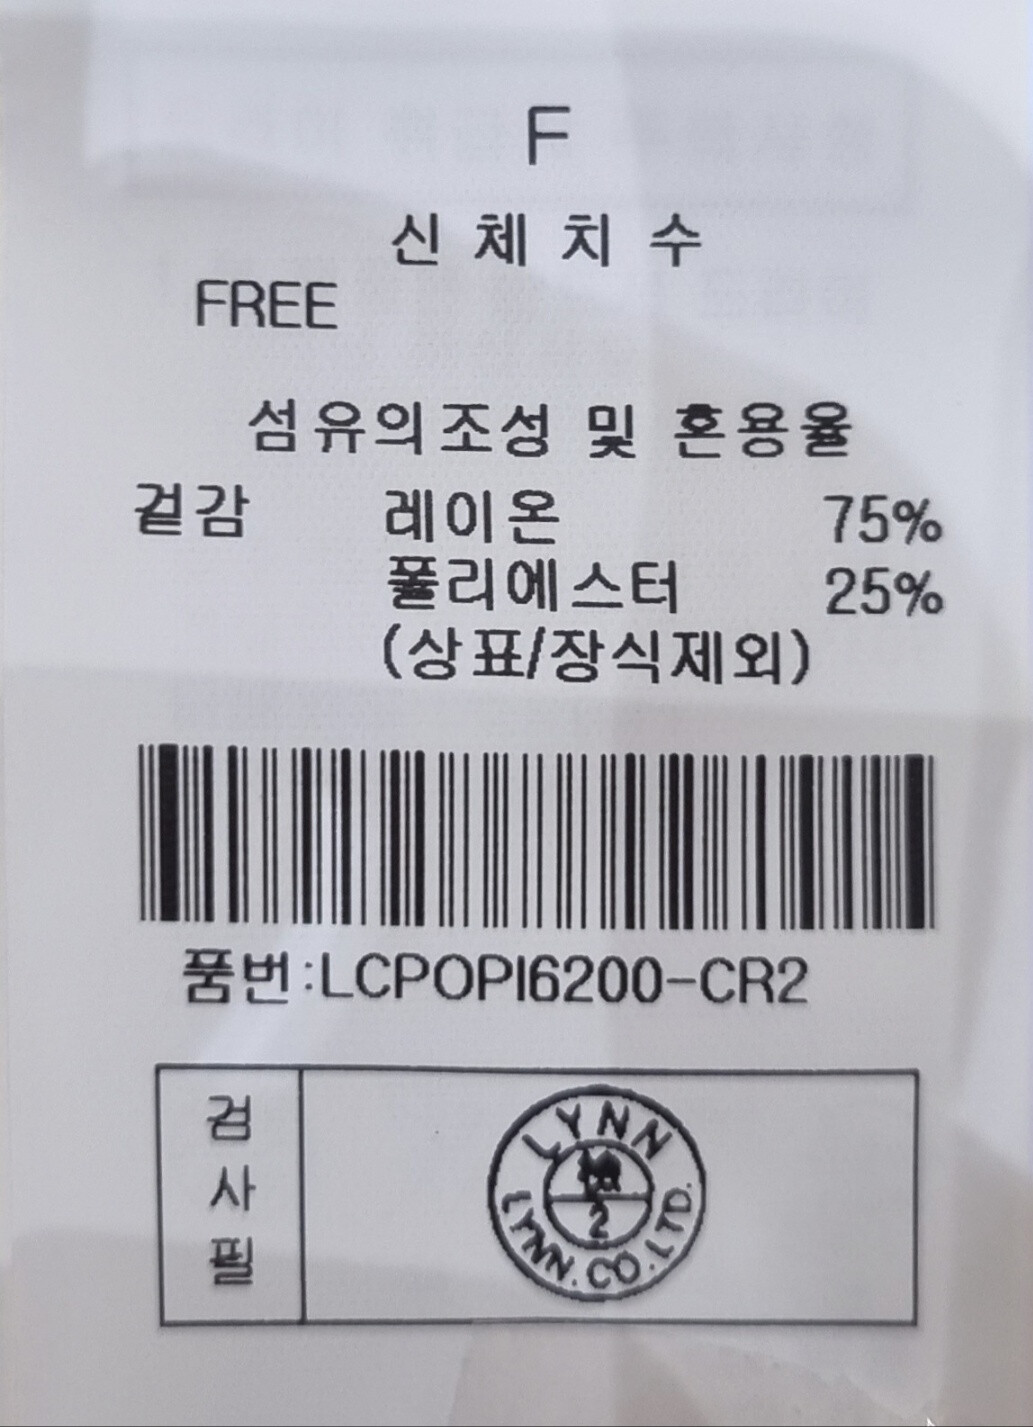 F
신체치수
FREE
섬유의조성 및 혼용율
겉감 레이온 75%
폴리에스터 25%
(상표/장식제외)
품번:LCPOPI6200-CR2
검사필
LYNN
2
LYNN.CO.LTD.